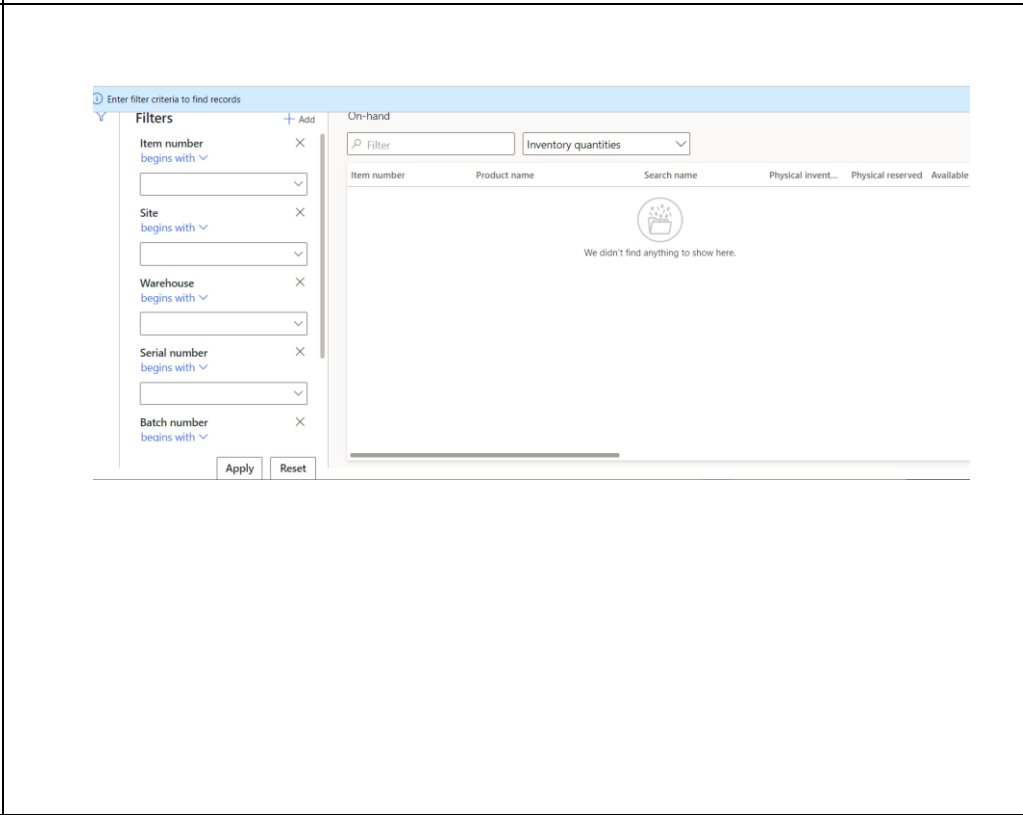 Enter filter criteria to find records
Filters
Add
Item number
begins with
Site
begins with
Warehouse
begins with
Serial number
begins with
Batch number
begins with
Apply
Reset
On-hand
Filter
Inventory quantities
Item number Product name Search name Physical invent... Physical reserved Available
We didn't find anything to show here.